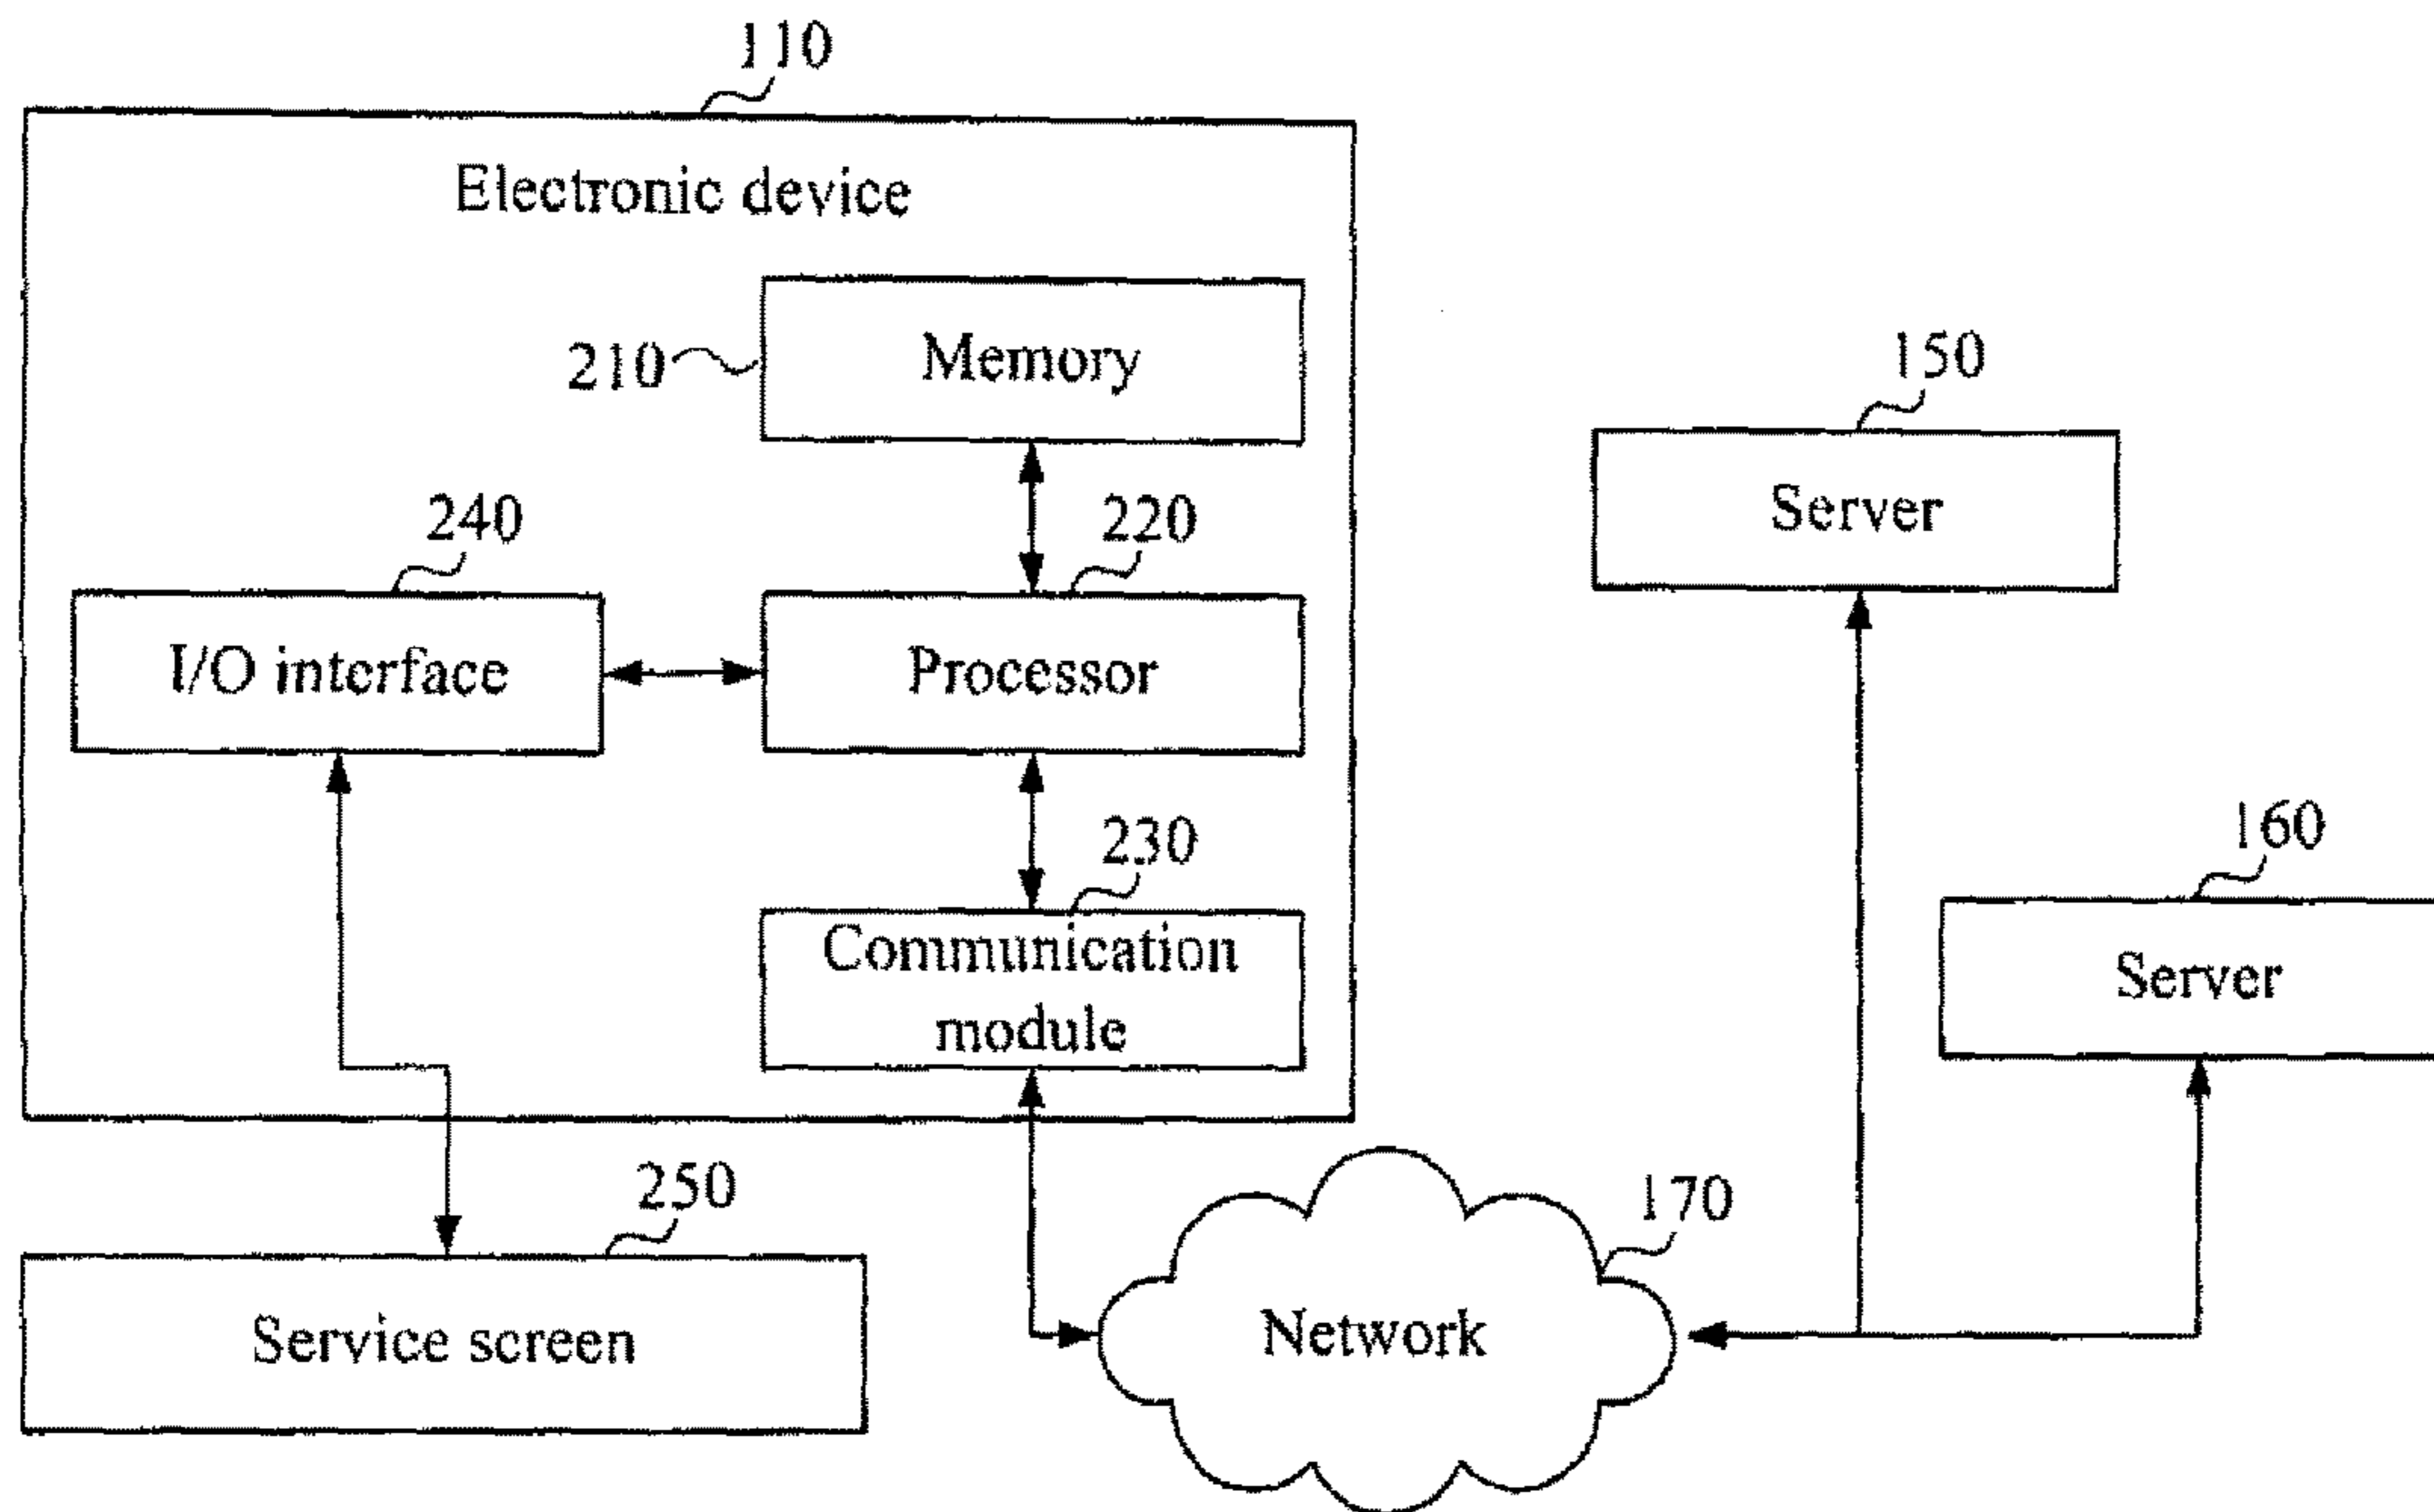 110
Electronic device
210
Memory
150
Server
240
220
I/O interface
Processor
230
160
Communication
module
Server
250
170
Service screen
Network